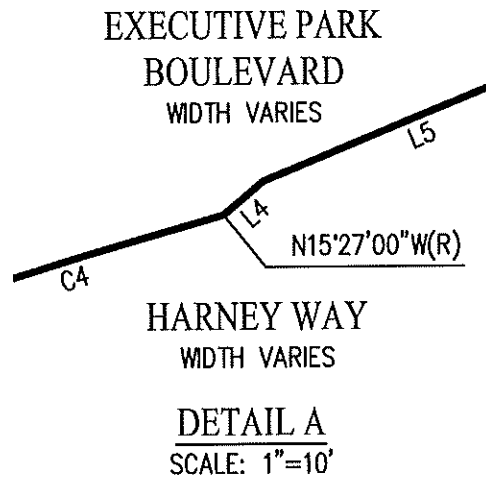 EXECUTIVE PARK
BOULEVARD
WIDTH VARIES
L5
L4
N15°27'00"W(R)
C4
HARNEY WAY
WIDTH VARIES
DETAIL A
SCALE: 1"=10'